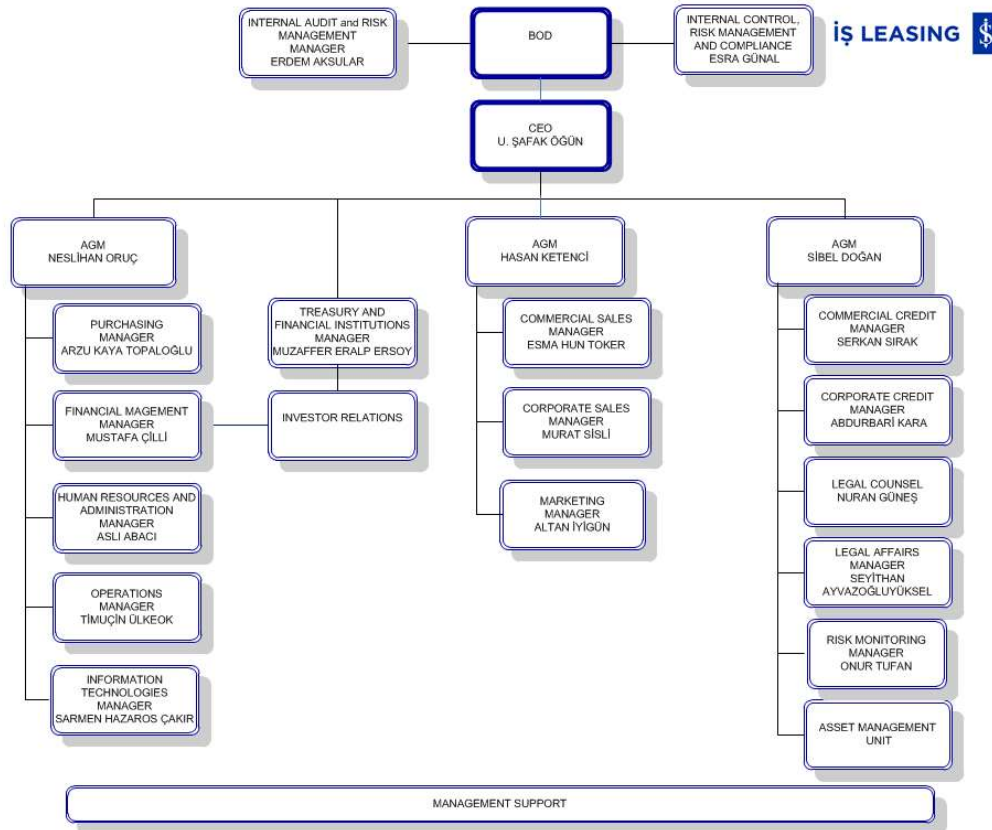 INTERNAL AUDIT and RISK
MANAGEMENT
MANAGER
ERDEM AKSULAR
BOD
INTERNAL CONTROL,
RISK MANAGEMENT
AND COMPLIANCE
ESRA GÜNAL
İŞ LEASING
CEO
U. ŞAFAK ÖĞÜN
AGM
NESLİHAN ORUÇ
AGM
HASAN KETENCİ
AGM
SİBEL DOĞAN
PURCHASING
MANAGER
ARZU KAYA TOPALOĞLU
FINANCIAL MAGEMENT
MANAGER
MUSTAFA ÇİLLİ
HUMAN RESOURCES AND
ADMINISTRATION
MANAGER
ASLI ABACI
OPERATIONS
MANAGER
TİMUÇİN ÜLKEOK
INFORMATION
TECHNOLOGIES
MANAGER
SARMEN HAZAROS ÇAKIR
TREASURY AND
FINANCIAL INSTITUTIONS
MANAGER
MUZAFFER ERALP ERSOY
INVESTOR RELATIONS
COMMERCIAL SALES
MANAGER
ESMA HUN TOKER
CORPORATE SALES
MANAGER
MURAT SİSLİ
MARKETING
MANAGER
ALTAN İYİGÜN
COMMERCIAL CREDIT
MANAGER
SERKAN SIRAK
CORPORATE CREDIT
MANAGER
ABDURBARİ KARA
LEGAL COUNSEL
NURAN GÜNEŞ
LEGAL AFFAIRS
MANAGER
SEYİTHAN
AYVAZOĞLUYÜKSEL
RISK MONITORING
MANAGER
ONUR TUFAN
ASSET MANAGEMENT
UNIT
MANAGEMENT SUPPORT